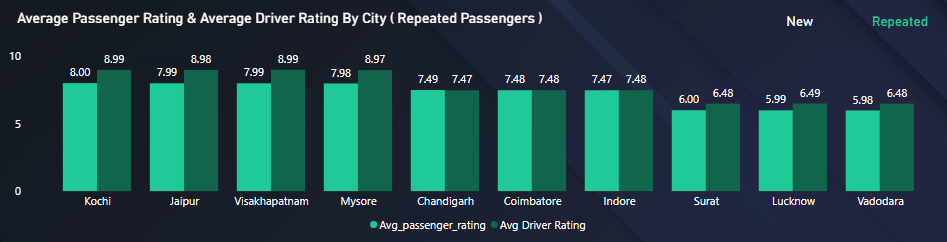 Average Passenger Rating & Average Driver Rating By City ( Repeated Passengers )
New Repeated
10
5
0
8.00 8.99 7.99 8.98 7.99 8.99 7.98 8.97 7.49 7.47 7.48 7.48 7.47 7.48 6.00 6.48 5.99 6.49 5.98 6.48
Kochi Jaipur Visakhapatnam Mysore Chandigarh Coimbatore Indore Surat Lucknow Vadodara
Avg_passenger_rating Avg Driver Rating